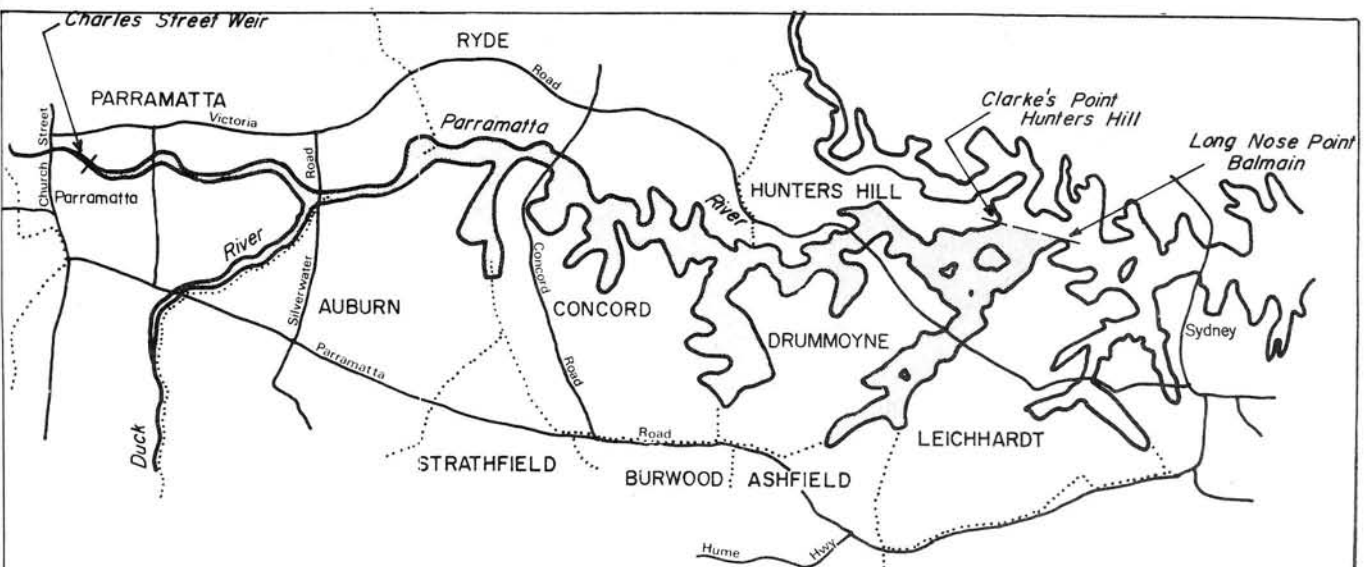 Charles Street Weir
RYDE
Road
PARRAMATTA
Victoria
Street
Church
Parramatta
Road
Parramatta
River
Clarke's Point
Hunters Hill
Long Nose Point
Balmain
HUNTERS HILL
River
Silverwater
AUBURN
Concord
Road
CONCORD
DRUMMOYNE
Sydney
Duck
Parramatta
Road
STRATHFIELD
BURWOOD
ASHFIELD
LEICHHARDT
Hume
Hwy